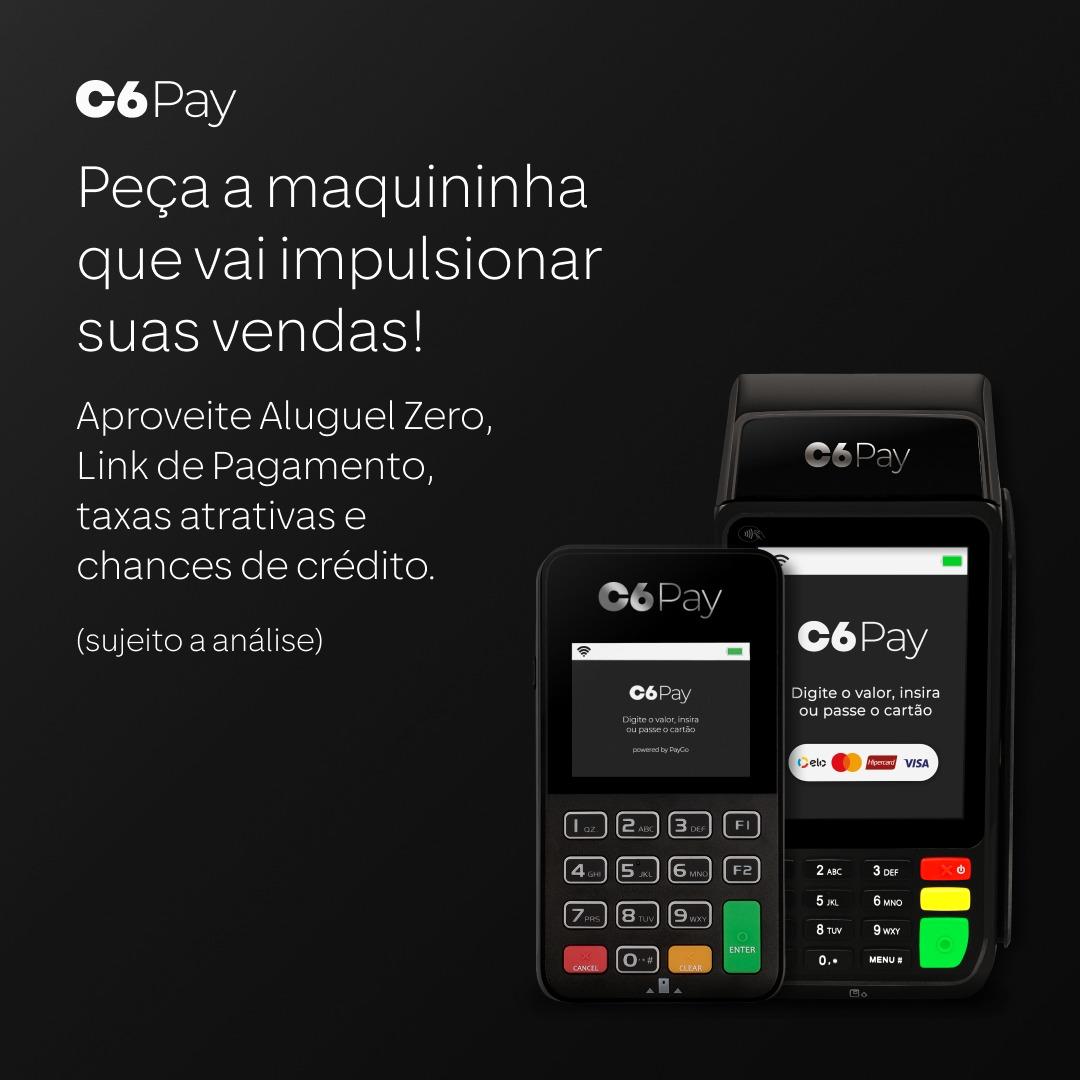 C6 Pay
Peça a maquininha
que vai impulsionar
suas vendas!
Aproveite Aluguel Zero,
Link de Pagamento,
taxas atrativas e
chances de crédito.
(sujeito a análise)
C6 Pay
C6 Pay
Digite o valor, insira
ou passe o cartão
elo Hipercard VISA
2 ABC 3 DEF
5 JKL 6 MNO
8 TUV 9 WXY
0,* MENU #
C6 Pay
C6 Pay
Digite o valor, insira
ou passe o cartão
powered by PayGo
1 QZ 2 ABC 3 DEF F1
4 GHI 5 JKL 6 MNO F2
7 PRS 8 TUV 9 WXY
ENTER
CANCEL 0 #
CLEAR